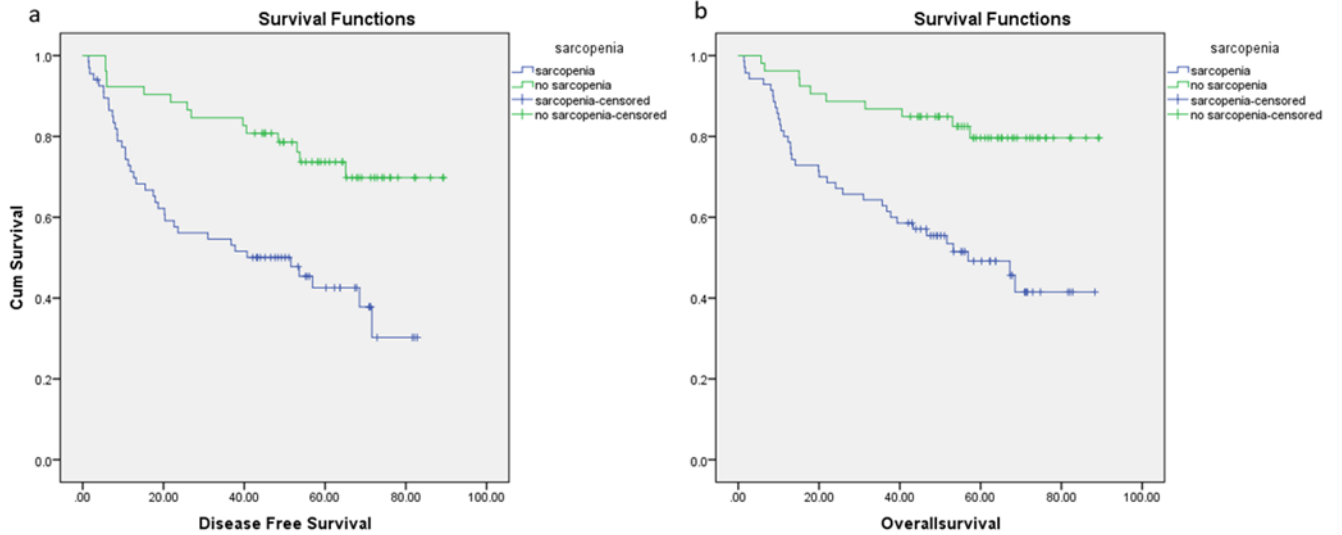 a
Survival Functions
sarcopenia
sarcopenia
no sarcopenia
sarcopenia-censored
no sarcopenia-censored
1.0
0.8
0.6
0.4
0.2
0.0
Cum Survival
.00 20.00 40.00 60.00 80.00 100.00
Disease Free Survival
b
Survival Functions
sarcopenia
sarcopenia
no sarcopenia
sarcopenia-censored
no sarcopenia-censored
1.0
0.8
0.6
0.4
0.2
0.0
.00 20.00 40.00 60.00 80.00 100.00
Overallsurvival